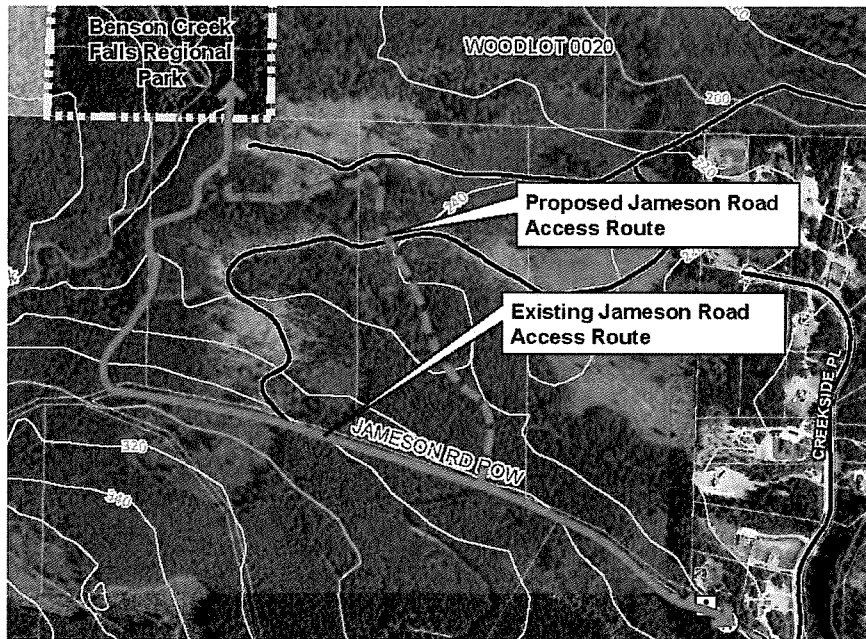 Benson Creek
Falls Regional
Park
WOODLOT 0020
200
220
240
Proposed Jameson Road
Access Route
Existing Jameson Road
Access Route
JAMESON RD ROW
CREEKSIDE PL
320
340